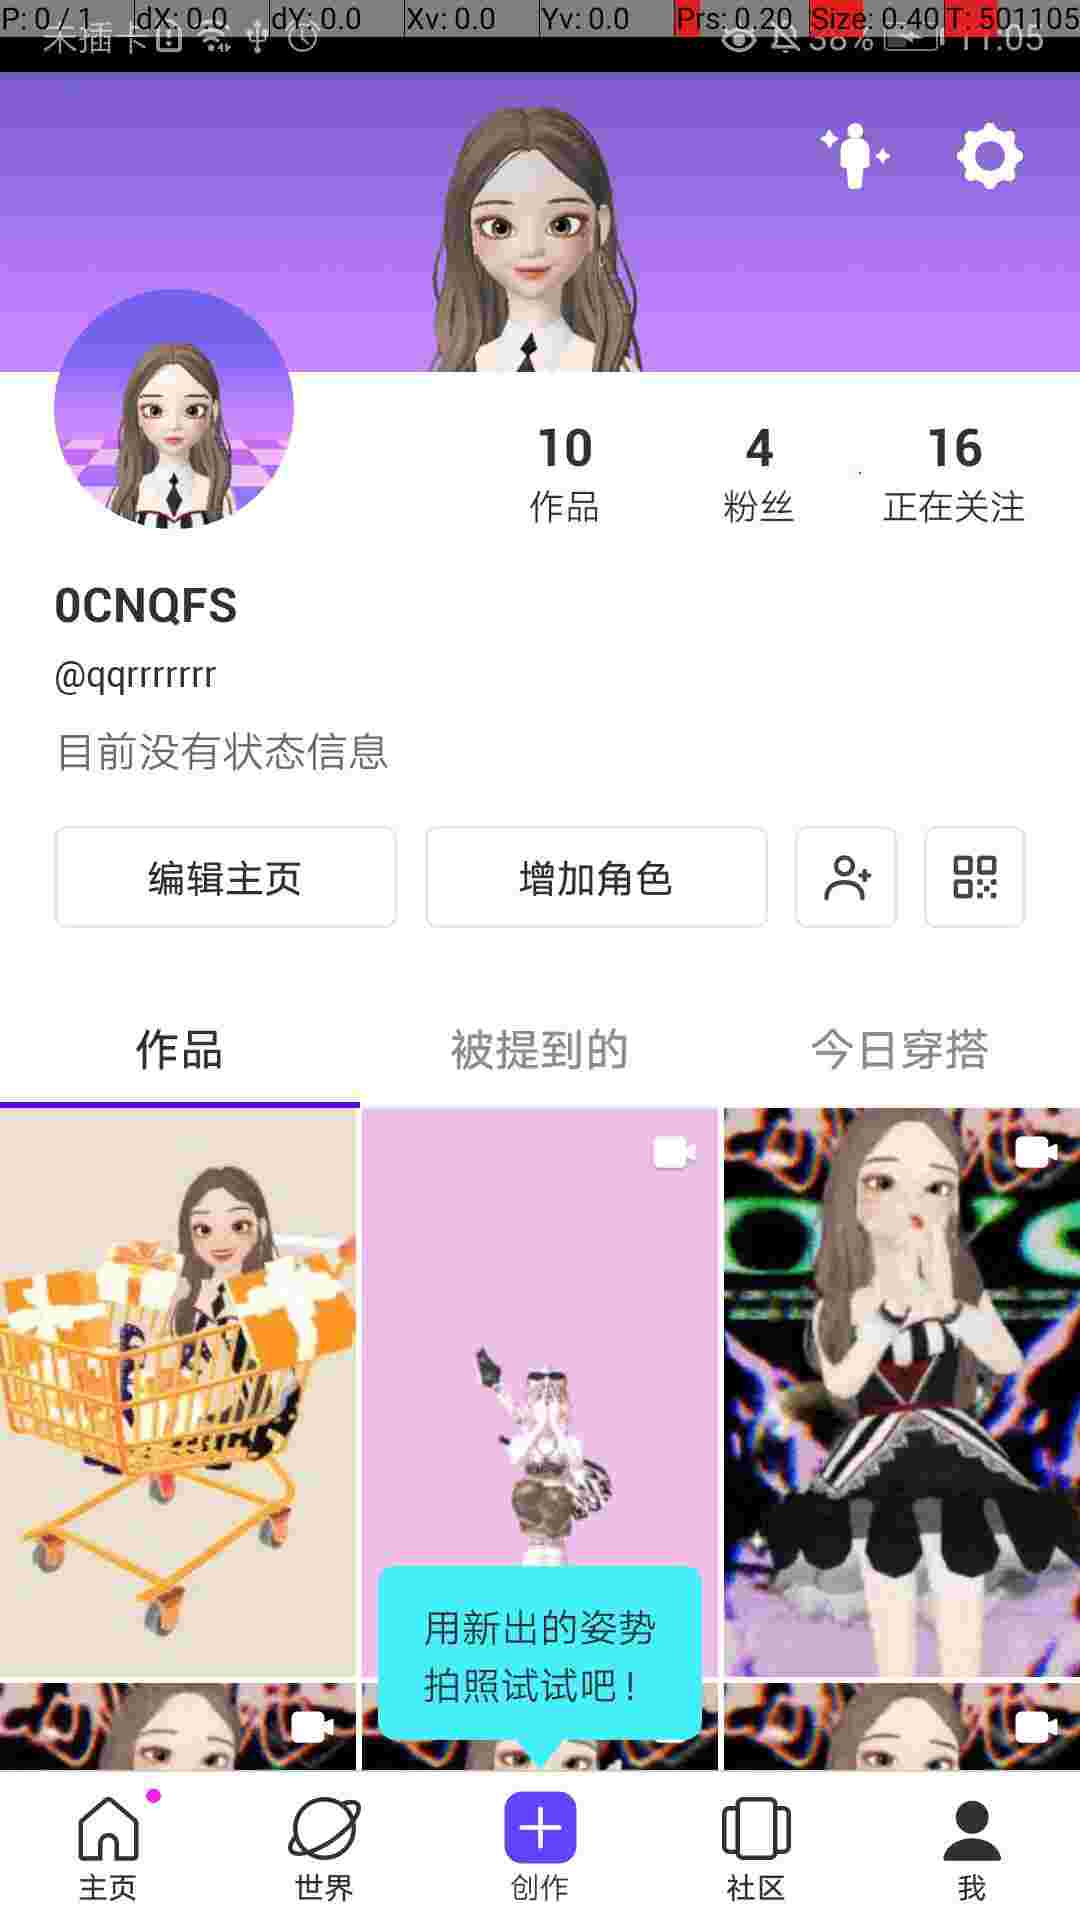 P: 0 / 1 dX: 0.0 dY: 0.0 Xv: 0.0 Yv: 0.0 Prs: 0.20 Size: 0.40 T: 501105
未插卡 38% 11:05
10 4 16
作品 粉丝 正在关注
0CNQFS
@qqrrrrrrr
目前没有状态信息
编辑主页 增加角色
作品 被提到的 今日穿搭
用新出的姿势
拍照试试吧!
主页 世界 创作 社区 我